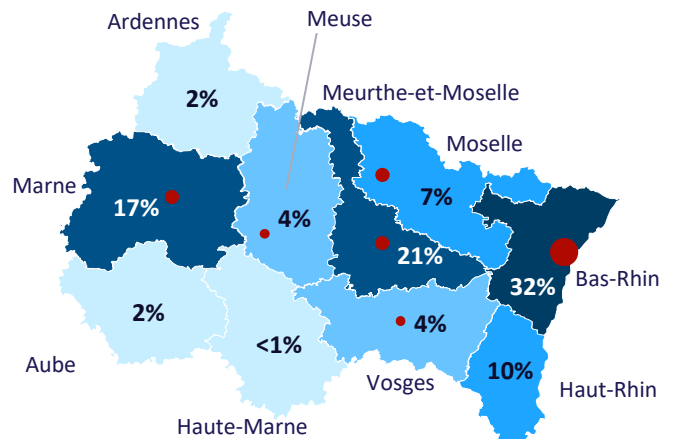 Ardennes
Meuse
2%
Meurthe-et-Moselle
Moselle
Marne
17%
4%
7%
21%
32%
Bas-Rhin
2%
<1%
4%
10%
Aube
Vosges
Haut-Rhin
Haute-Marne